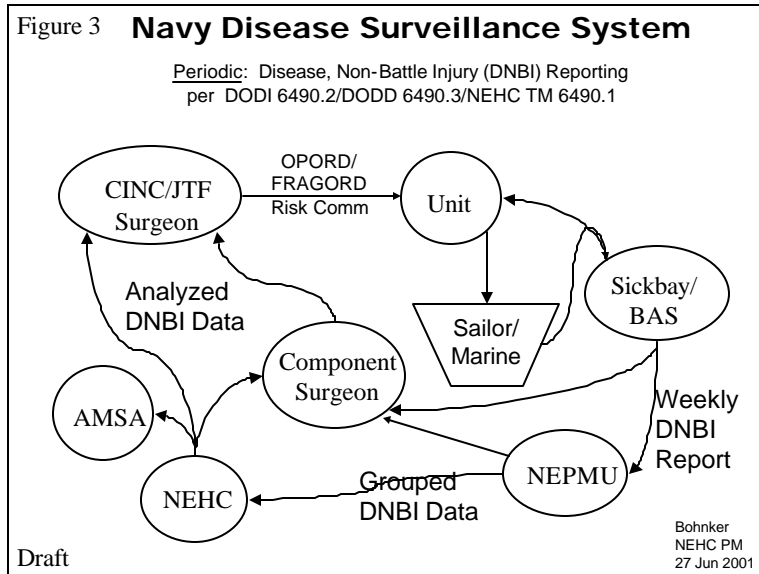 Figure 3
Navy Disease Surveillance System
Periodic: Disease, Non-Battle Injury (DNBI) Reporting
per DODI 6490.2/DODD 6490.3/NEHC TM 6490.1
CINC/JTF
Surgeon
OPORD/
FRAGORD
Risk Comm
Unit
Sickbay/
BAS
Sailor/
Marine
Analyzed
DNBI Data
Component
Surgeon
AMSA
Weekly
DNBI
Report
NEHC
Grouped
DNBI Data
NEPMU
Draft
Bohnker
NEHC PM
27 Jun 2001